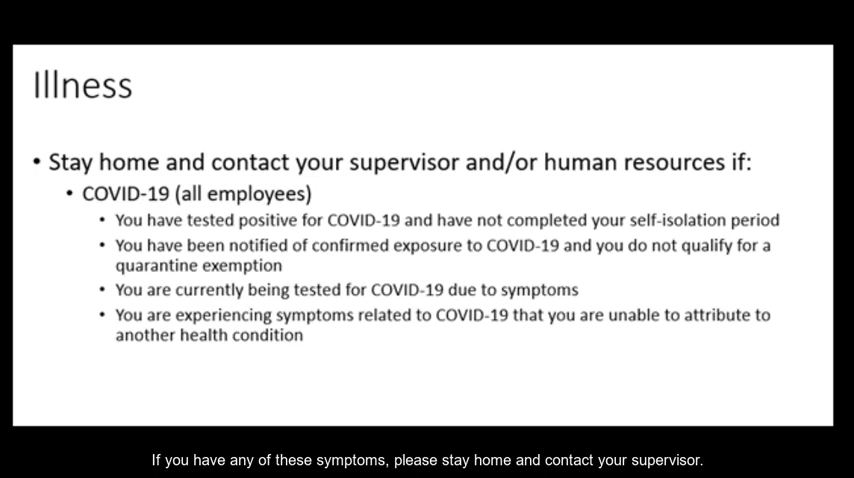 Illness
• Stay home and contact your supervisor and/or human resources if:
• COVID-19 (all employees)
• You have tested positive for COVID-19 and have not completed your self-isolation period
• You have been notified of confirmed exposure to COVID-19 and you do not qualify for a
quarantine exemption
• You are currently being tested for COVID-19 due to symptoms
• You are experiencing symptoms related to COVID-19 that you are unable to attribute to
another health condition
If you have any of these symptoms, please stay home and contact your supervisor.